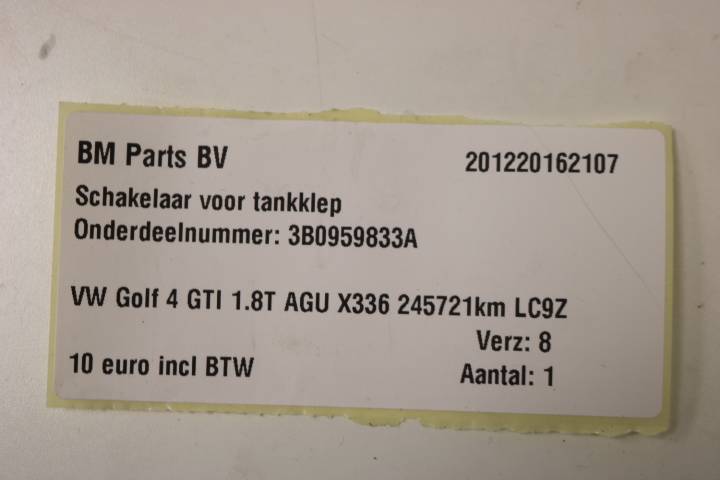 BM Parts BV 201220162107
Schakelaar voor tankklep
Onderdeelnummer: 3B0959833A
VW Golf 4 GTI 1.8T AGU X336 245721km LC9Z
Verz: 8
10 euro incl BTW Aantal: 1